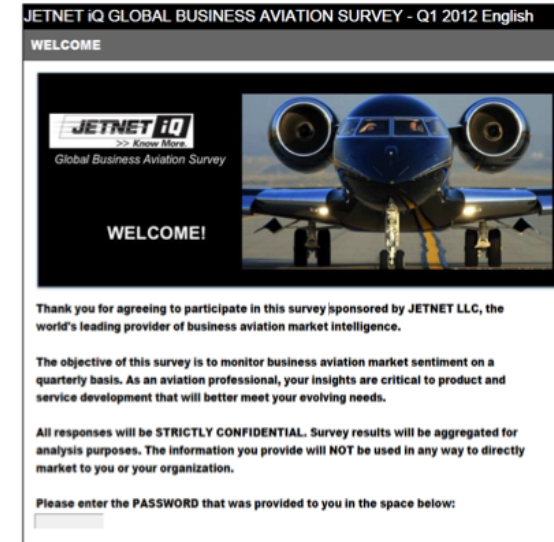 JETNET iQ GLOBAL BUSINESS AVIATION SURVEY - Q1 2012 English
WELCOME
JETNET iQ
>> Know More.
Global Business Aviation Survey
WELCOME!
Thank you for agreeing to participate in this survey sponsored by JETNET LLC, the
world's leading provider of business aviation market intelligence.
The objective of this survey is to monitor business aviation market sentiment on a
quarterly basis. As an aviation professional, your insights are critical to product and
service development that will better meet your evolving needs.
All responses will be STRICTLY CONFIDENTIAL. Survey results will be aggregated for
analysis purposes. The information you provide will NOT be used in any way to directly
market to you or your organization.
Please enter the PASSWORD that was provided to you in the space below: